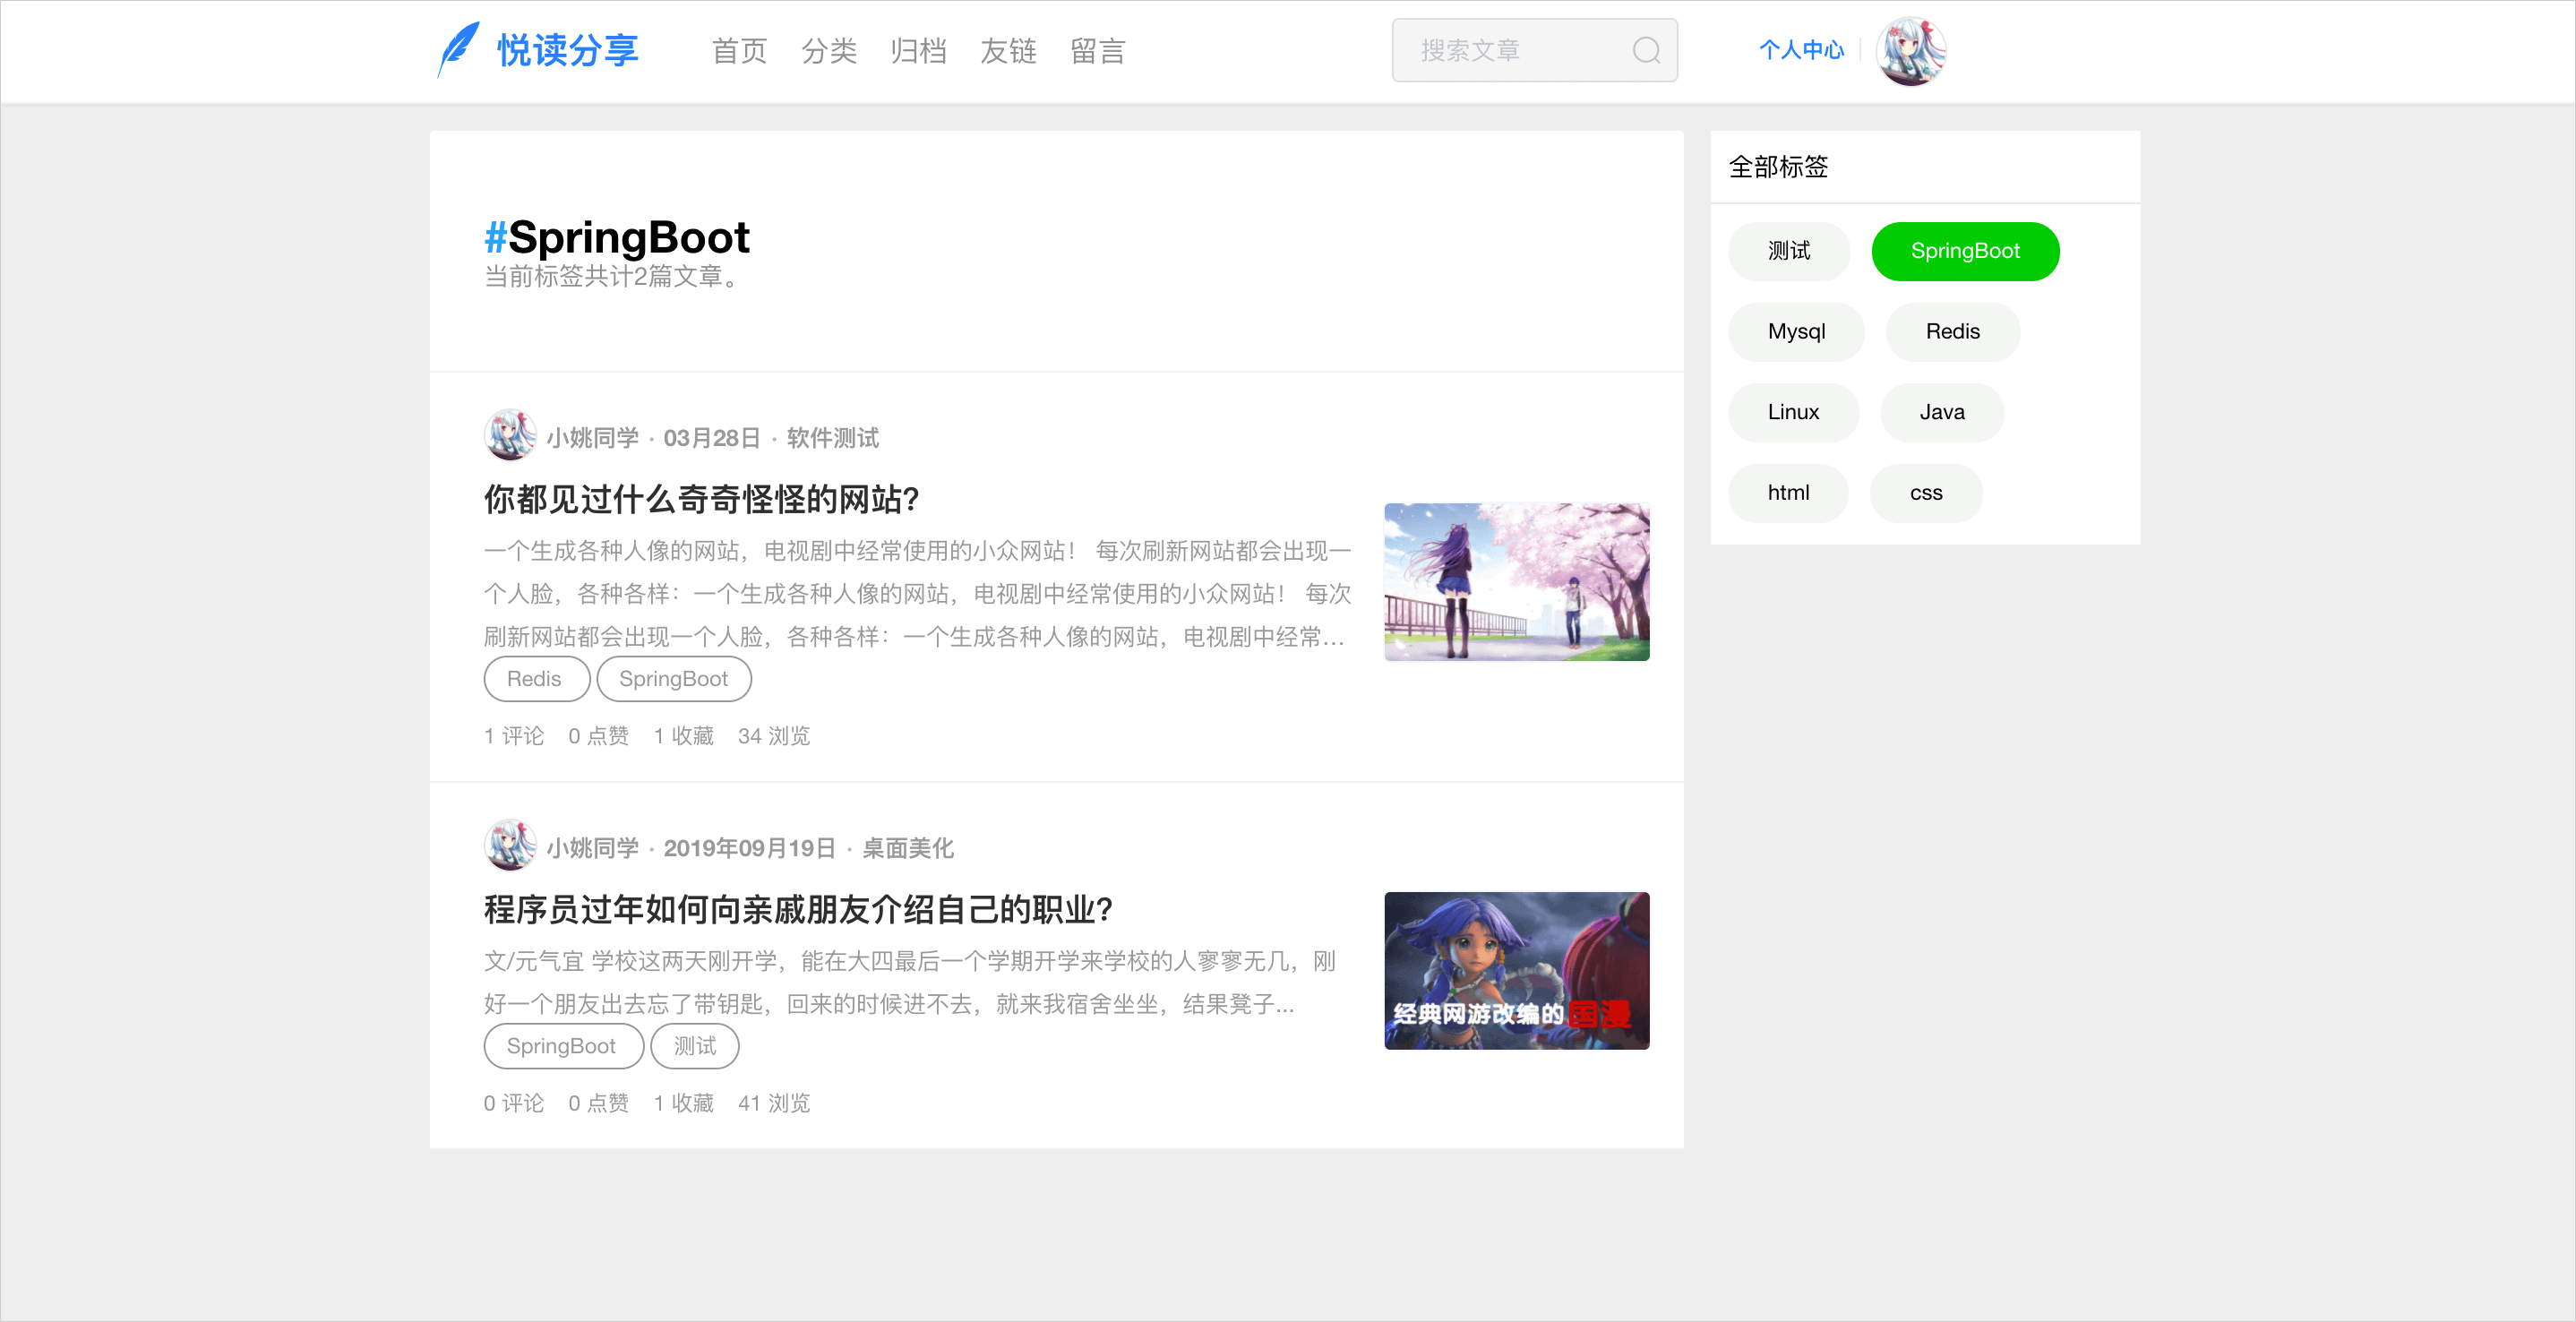 悦读分享
首页 分类 归档 友链 留言
搜索文章
个人中心
#SpringBoot
当前标签共计2篇文章。
小姚同学 · 03月28日 · 软件测试
你都见过什么奇奇怪怪的网站?
一个生成各种人像的网站，电视剧中经常使用的小众网站！ 每次刷新网站都会出现一
个人脸，各种各样：一个生成各种人像的网站，电视剧中经常使用的小众网站！ 每次
刷新网站都会出现一个人脸，各种各样：一个生成各种人像的网站，电视剧中经常...
Redis SpringBoot
1 评论 0 点赞 1 收藏 34 浏览
小姚同学 · 2019年09月19日 · 桌面美化
程序员过年如何向亲戚朋友介绍自己的职业?
文/元气宜 学校这两天刚开学，能在大四最后一个学期开学来学校的人寥寥无几，刚
好一个朋友出去忘了带钥匙，回来的时候进不去，就来我宿舍坐坐，结果凳子...
SpringBoot 测试
0 评论 0 点赞 1 收藏 41 浏览
经典网游改编的国漫
全部标签
测试 SpringBoot
Mysql Redis
Linux Java
html css